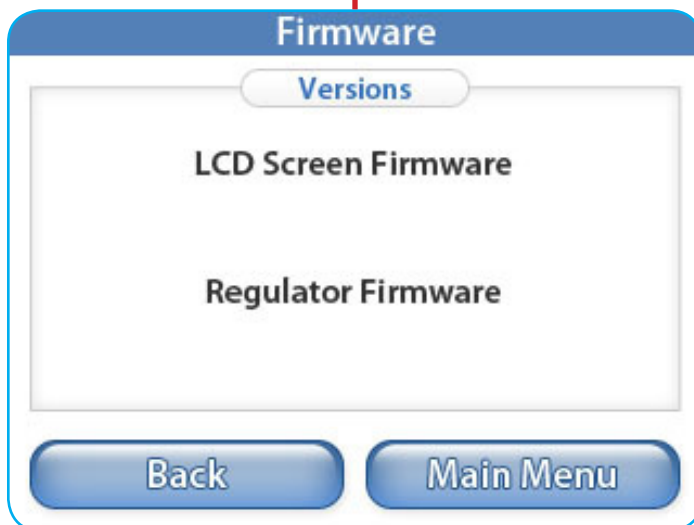 Firmware
Versions
LCD Screen Firmware
Regulator Firmware
Back
Main Menu